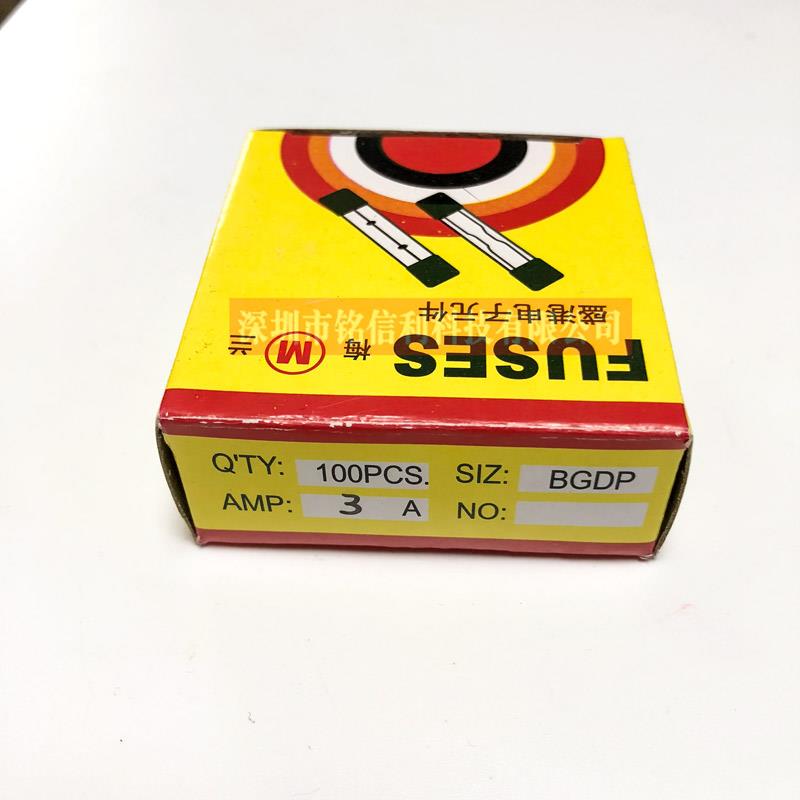 盛港电子元件
深圳市铭信利科技有限公司
FUSES 梅 M 兰
Q'TY: 100PCS. SIZ: BGDP
AMP: 3 A NO: